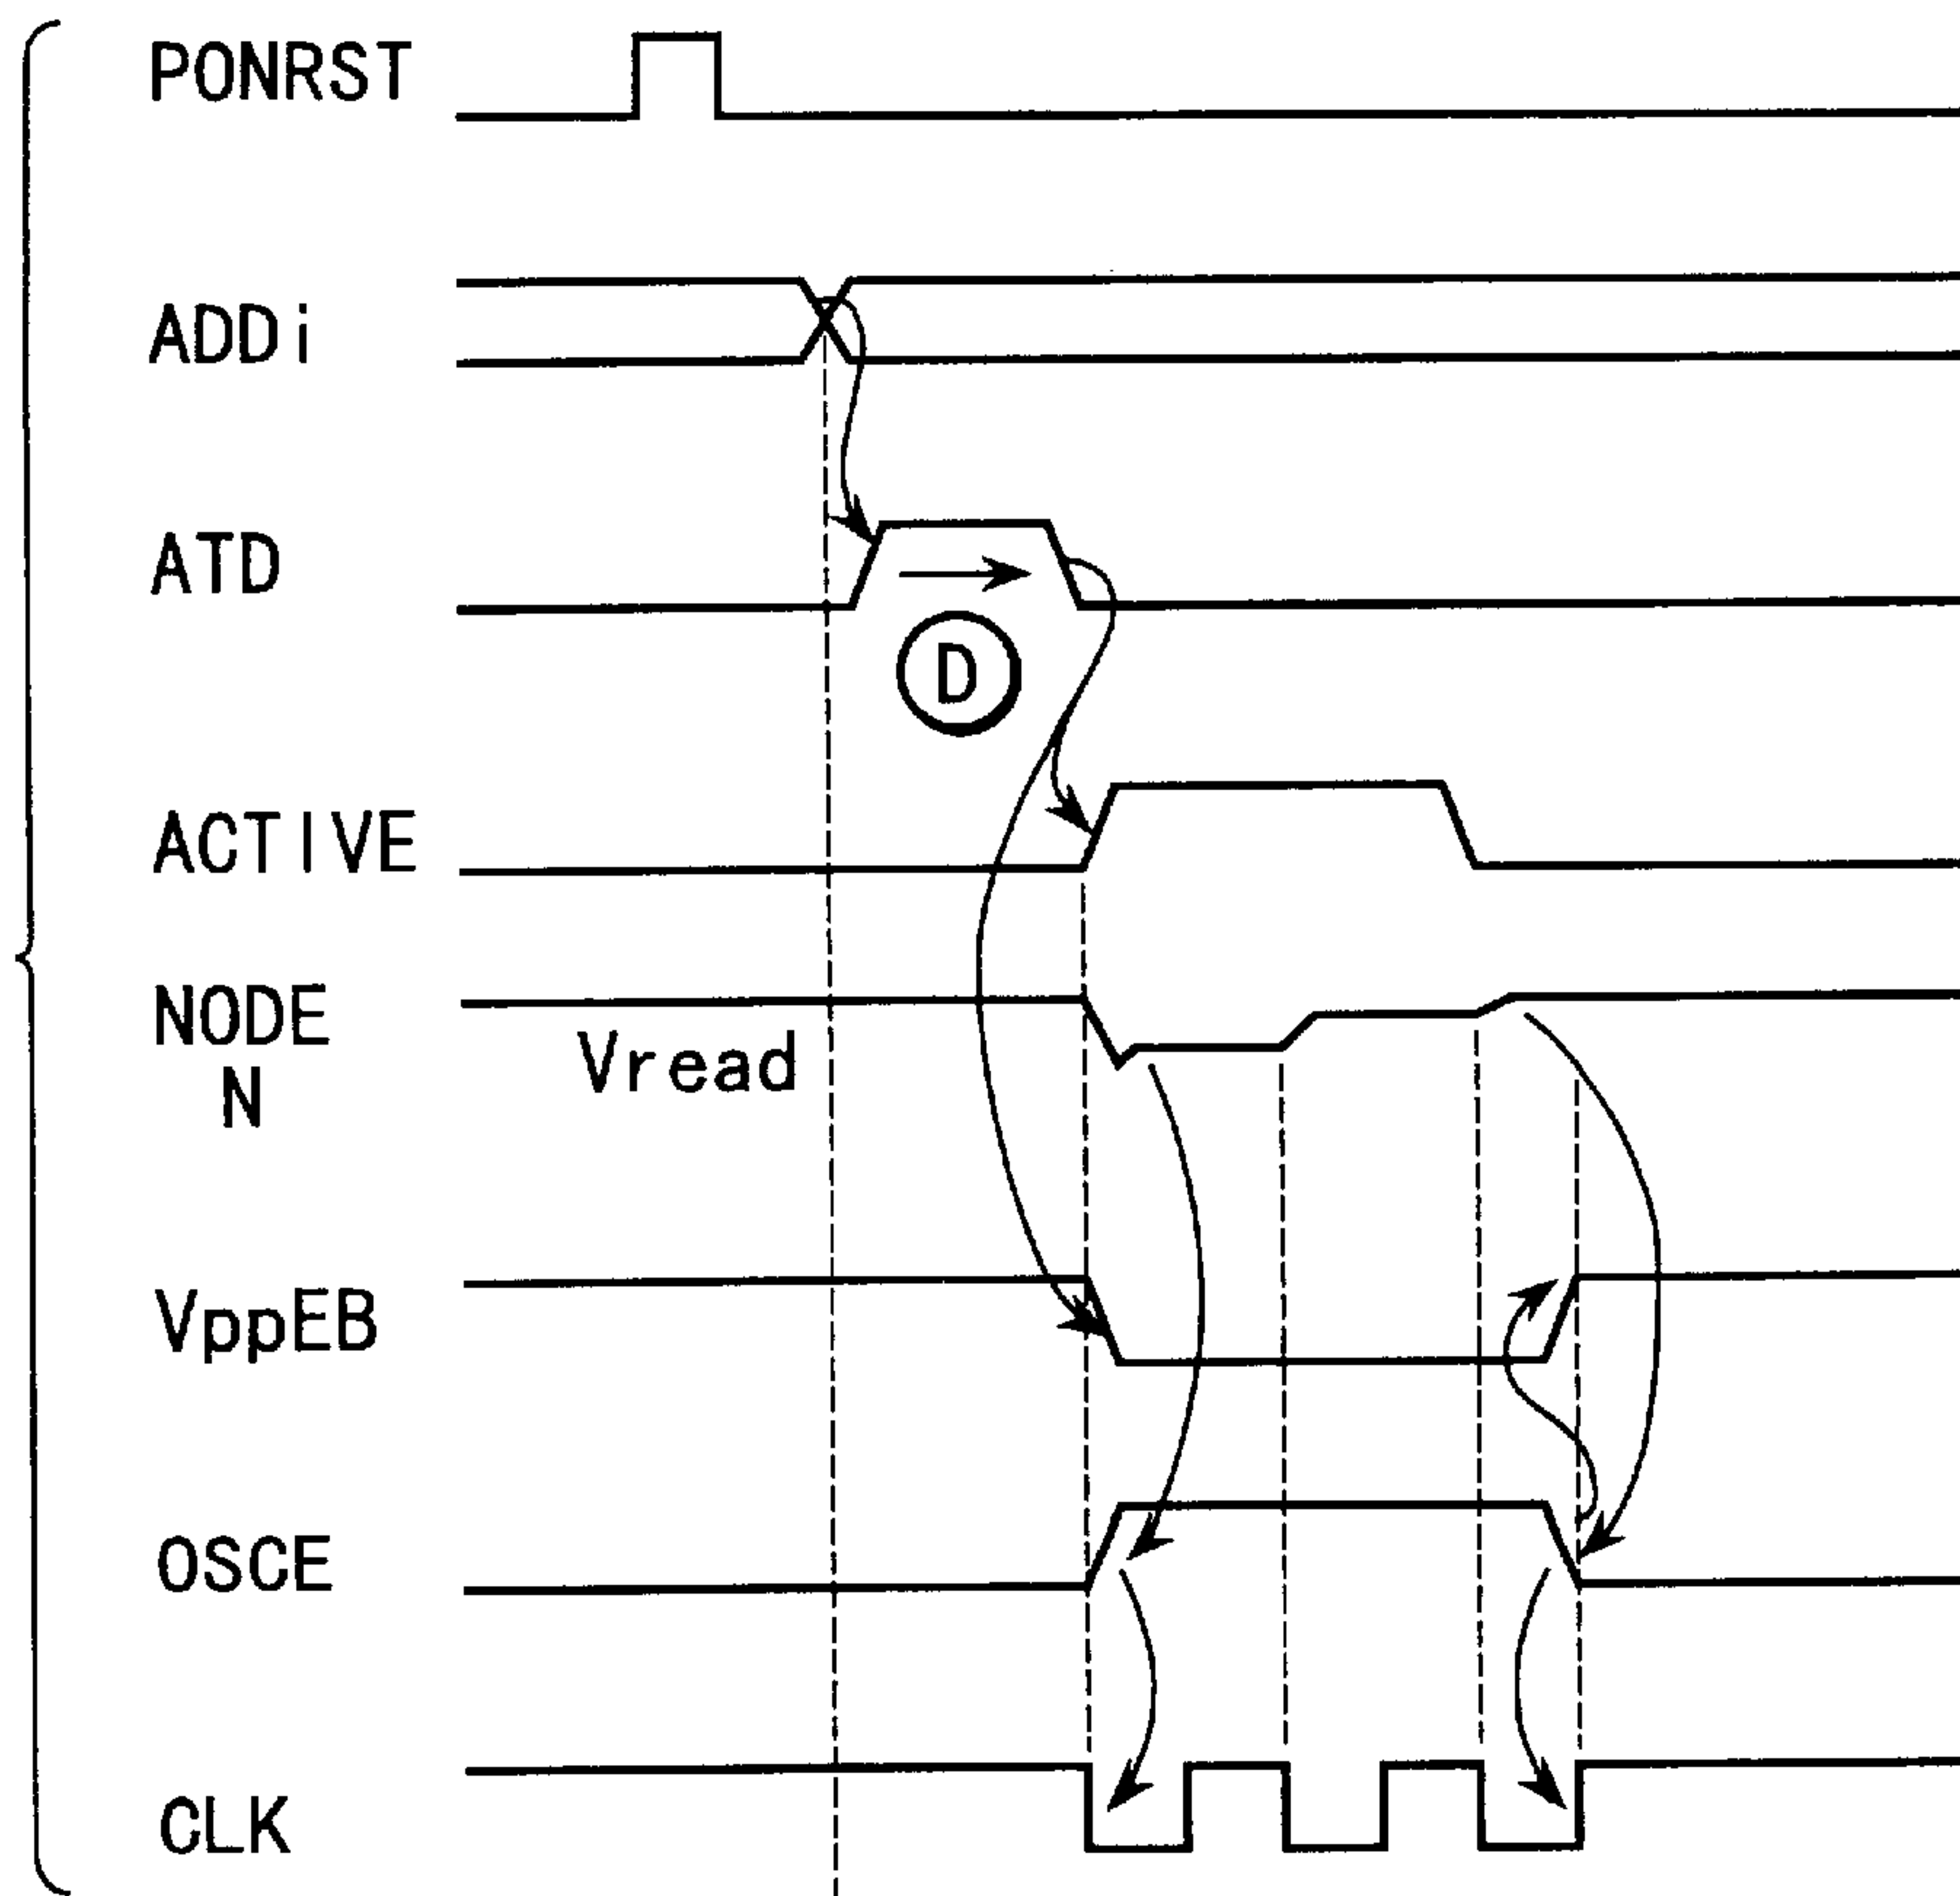 PONRST
ADDi
ATD
D
ACTIVE
NODE
N
Vread
VppEB
OSCE
CLK